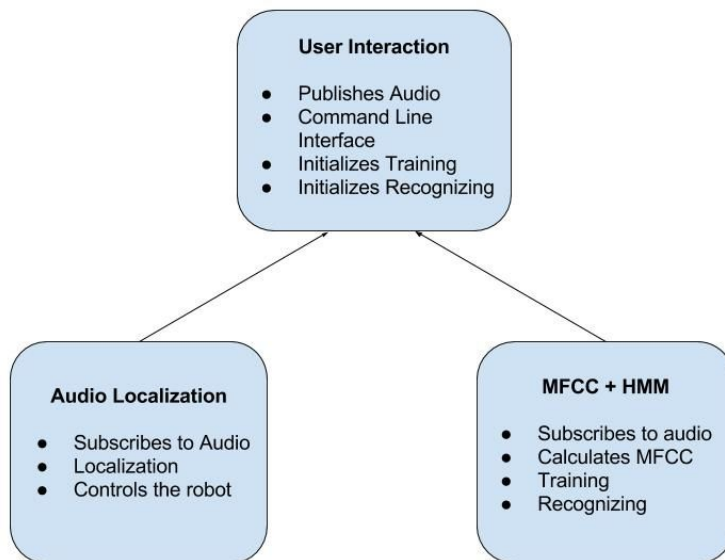 User Interaction
● Publishes Audio
● Command Line
Interface
● Initializes Training
● Initializes Recognizing
Audio Localization
● Subscribes to Audio
● Localization
● Controls the robot
MFCC + HMM
● Subscribes to audio
● Calculates MFCC
● Training
● Recognizing